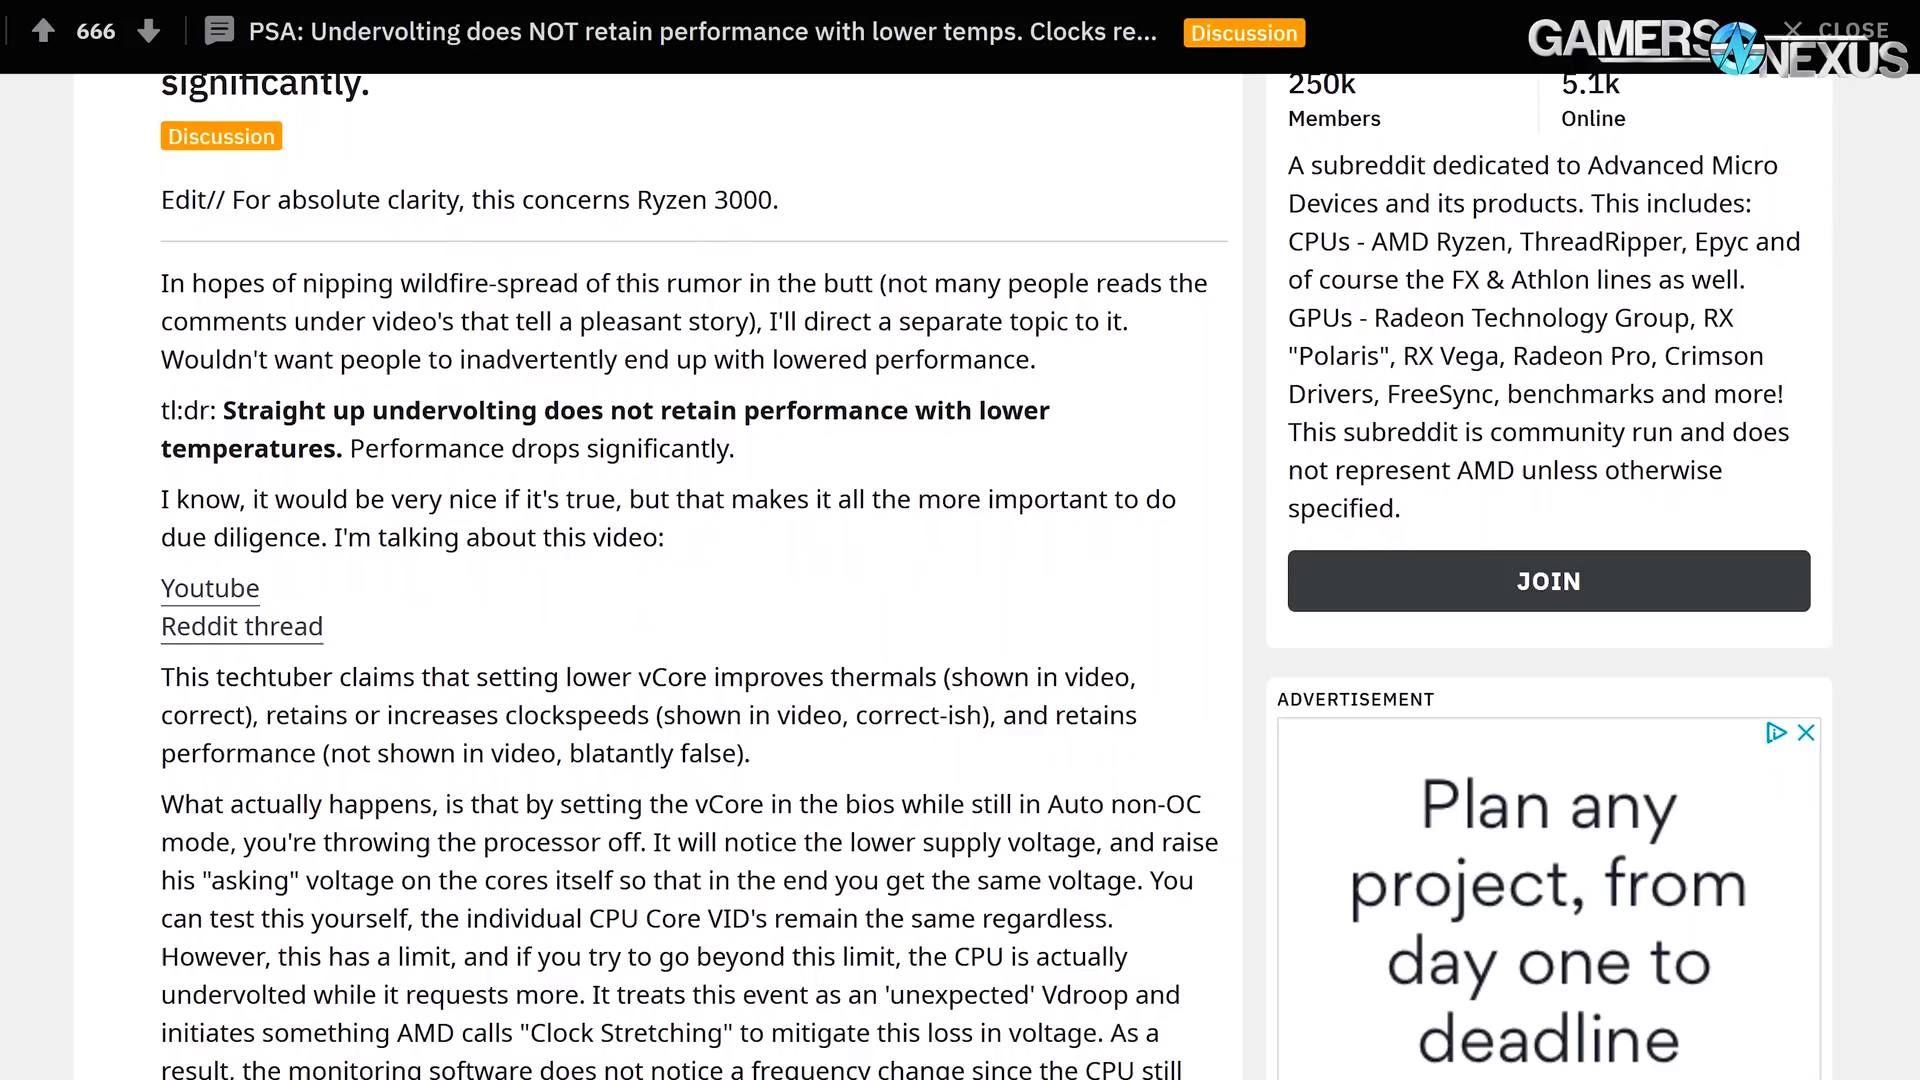 666
PSA: Undervolting does NOT retain performance with lower temps. Clocks re...
Discussion
CLOSE
GAMERS NEXUS
significantly.
Discussion
Edit// For absolute clarity, this concerns Ryzen 3000.
In hopes of nipping wildfire-spread of this rumor in the butt (not many people reads the
comments under video's that tell a pleasant story), I'll direct a separate topic to it.
Wouldn't want people to inadvertently end up with lowered performance.
tl:dr: Straight up undervolting does not retain performance with lower
temperatures. Performance drops significantly.
I know, it would be very nice if it's true, but that makes it all the more important to do
due diligence. I'm talking about this video:
Youtube
Reddit thread
This techtuber claims that setting lower vCore improves thermals (shown in video,
correct), retains or increases clockspeeds (shown in video, correct-ish), and retains
performance (not shown in video, blatantly false).
What actually happens, is that by setting the vCore in the bios while still in Auto non-OC
mode, you're throwing the processor off. It will notice the lower supply voltage, and raise
his "asking" voltage on the cores itself so that in the end you get the same voltage. You
can test this yourself, the individual CPU Core VID's remain the same regardless.
However, this has a limit, and if you try to go beyond this limit, the CPU is actually
undervolted while it requests more. It treats this event as an 'unexpected' Vdroop and
initiates something AMD calls "Clock Stretching" to mitigate this loss in voltage. As a
result, the monitoring software does not notice a frequency change since the CPU still
250k
Members
5.1k
Online
A subreddit dedicated to Advanced Micro
Devices and its products. This includes:
CPUs - AMD Ryzen, ThreadRipper, Epyc and
of course the FX & Athlon lines as well.
GPUs - Radeon Technology Group, RX
"Polaris", RX Vega, Radeon Pro, Crimson
Drivers, FreeSync, benchmarks and more!
This subreddit is community run and does
not represent AMD unless otherwise
specified.
JOIN
ADVERTISEMENT
Plan any
project, from
day one to
deadline